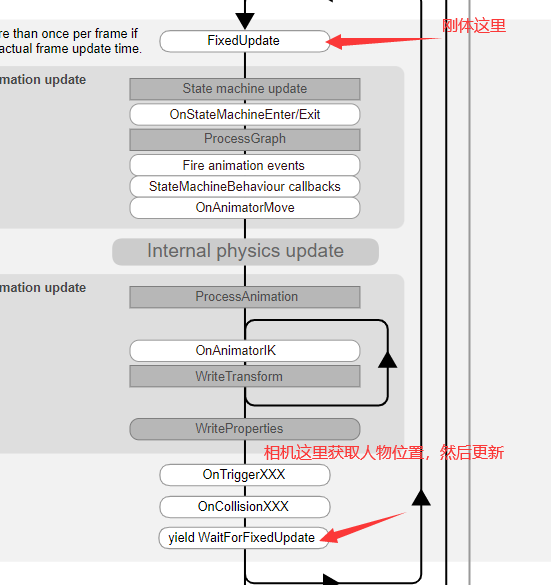 刚体这里
re than once per frame if
FixedUpdate
actual frame update time.
mation update
State machine update
OnStateMachineEnter/Exit
ProcessGraph
Fire animation events
StateMachineBehaviour callbacks
OnAnimatorMove
Internal physics update
mation update
ProcessAnimation
OnAnimatorIK
WriteTransform
WriteProperties
相机这里获取人物位置，然后更新
OnTriggerXXX
OnCollisionXXX
yield WaitForFixedUpdate